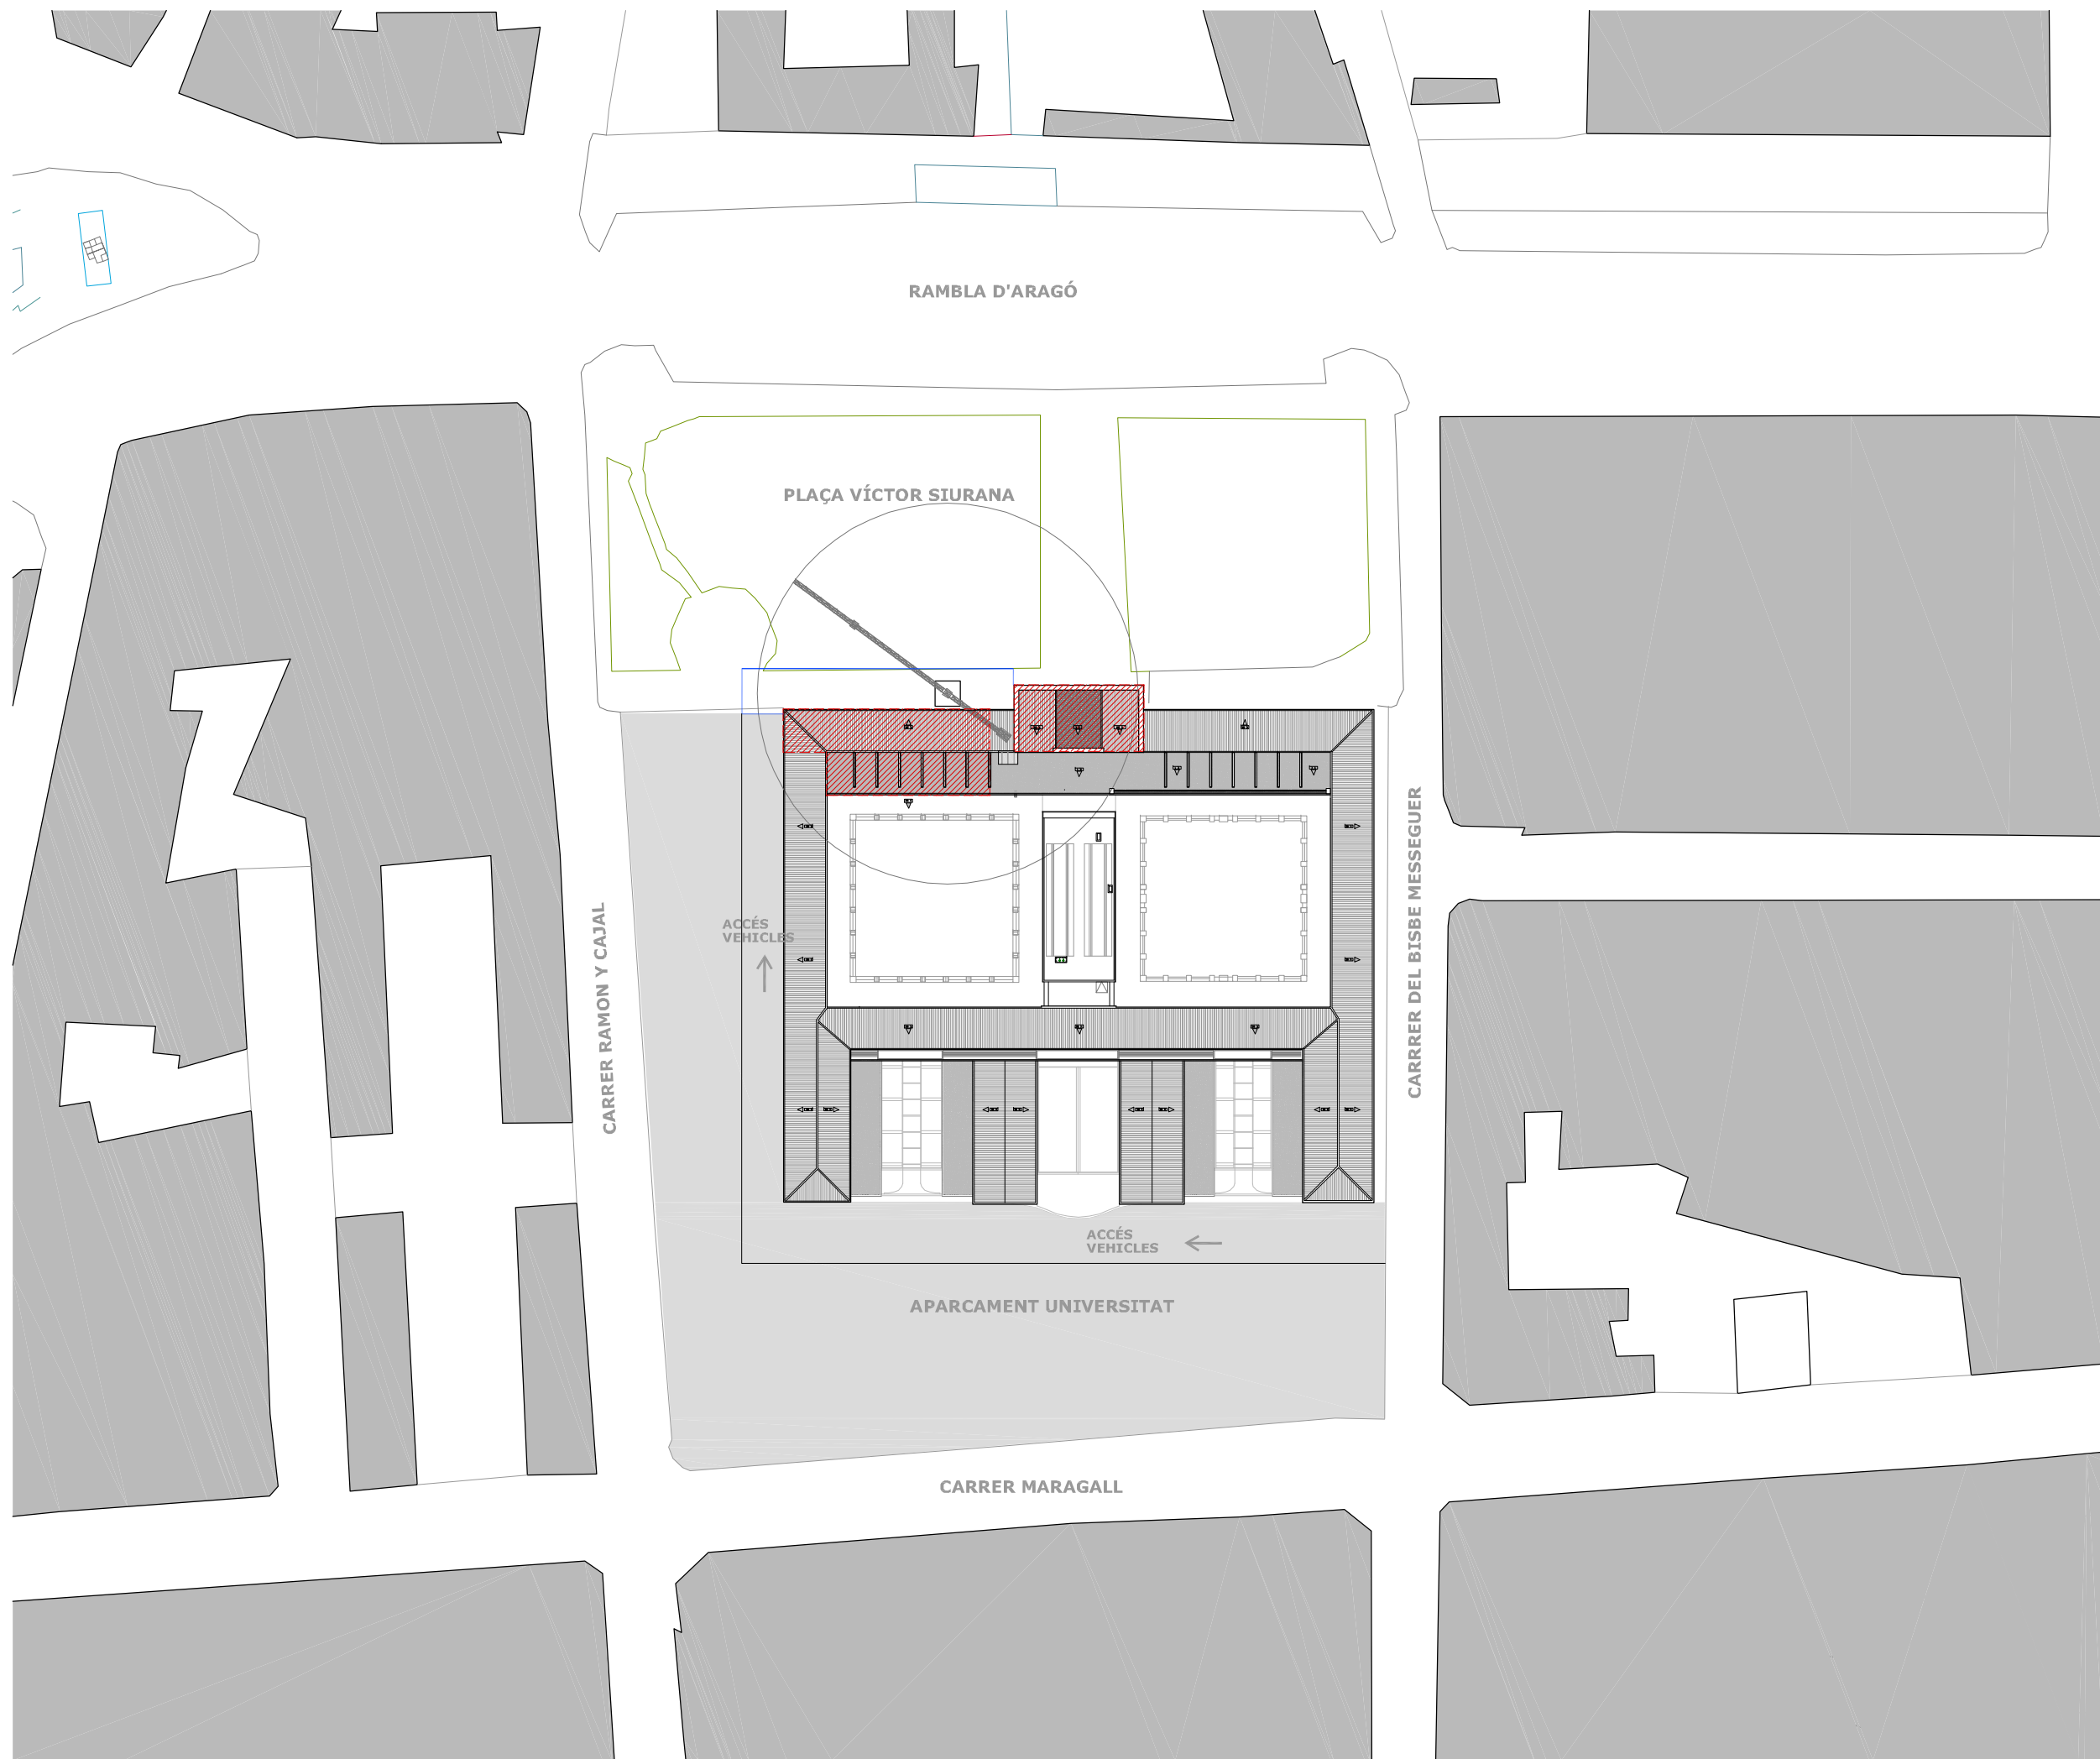 RAMBLA D'ARAGÓ
PLAÇA VÍCTOR SIURANA
ACCÉS
VEHICLES
CARRER RAMON Y CAJAL
CARRER DEL BISBE MESSEGUER
ACCÉS
VEHICLES
APARCAMENT UNIVERSITAT
CARRER MARAGALL